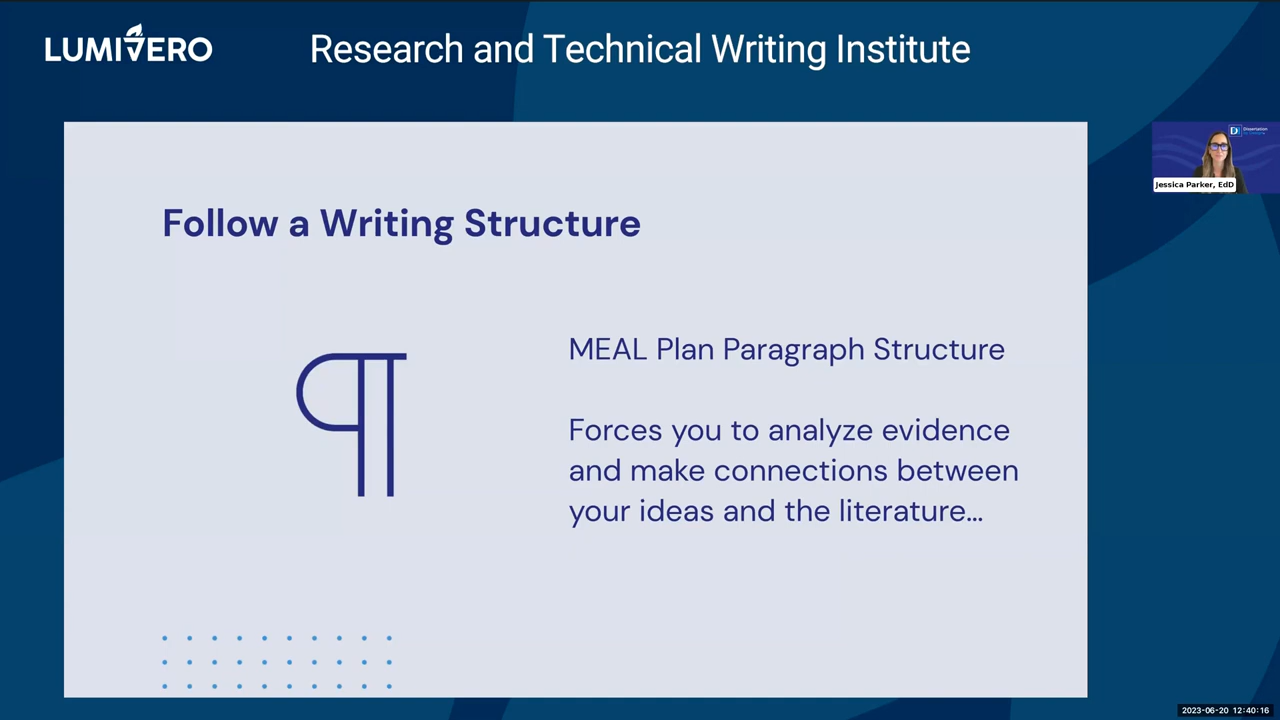 LUMIVERO
Research and Technical Writing Institute
Follow a Writing Structure
MEAL Plan Paragraph Structure
Forces you to analyze evidence
and make connections between
your ideas and the literature...
Dissertation
Jessica Parker, EdD
2023-06-20 12:40:16